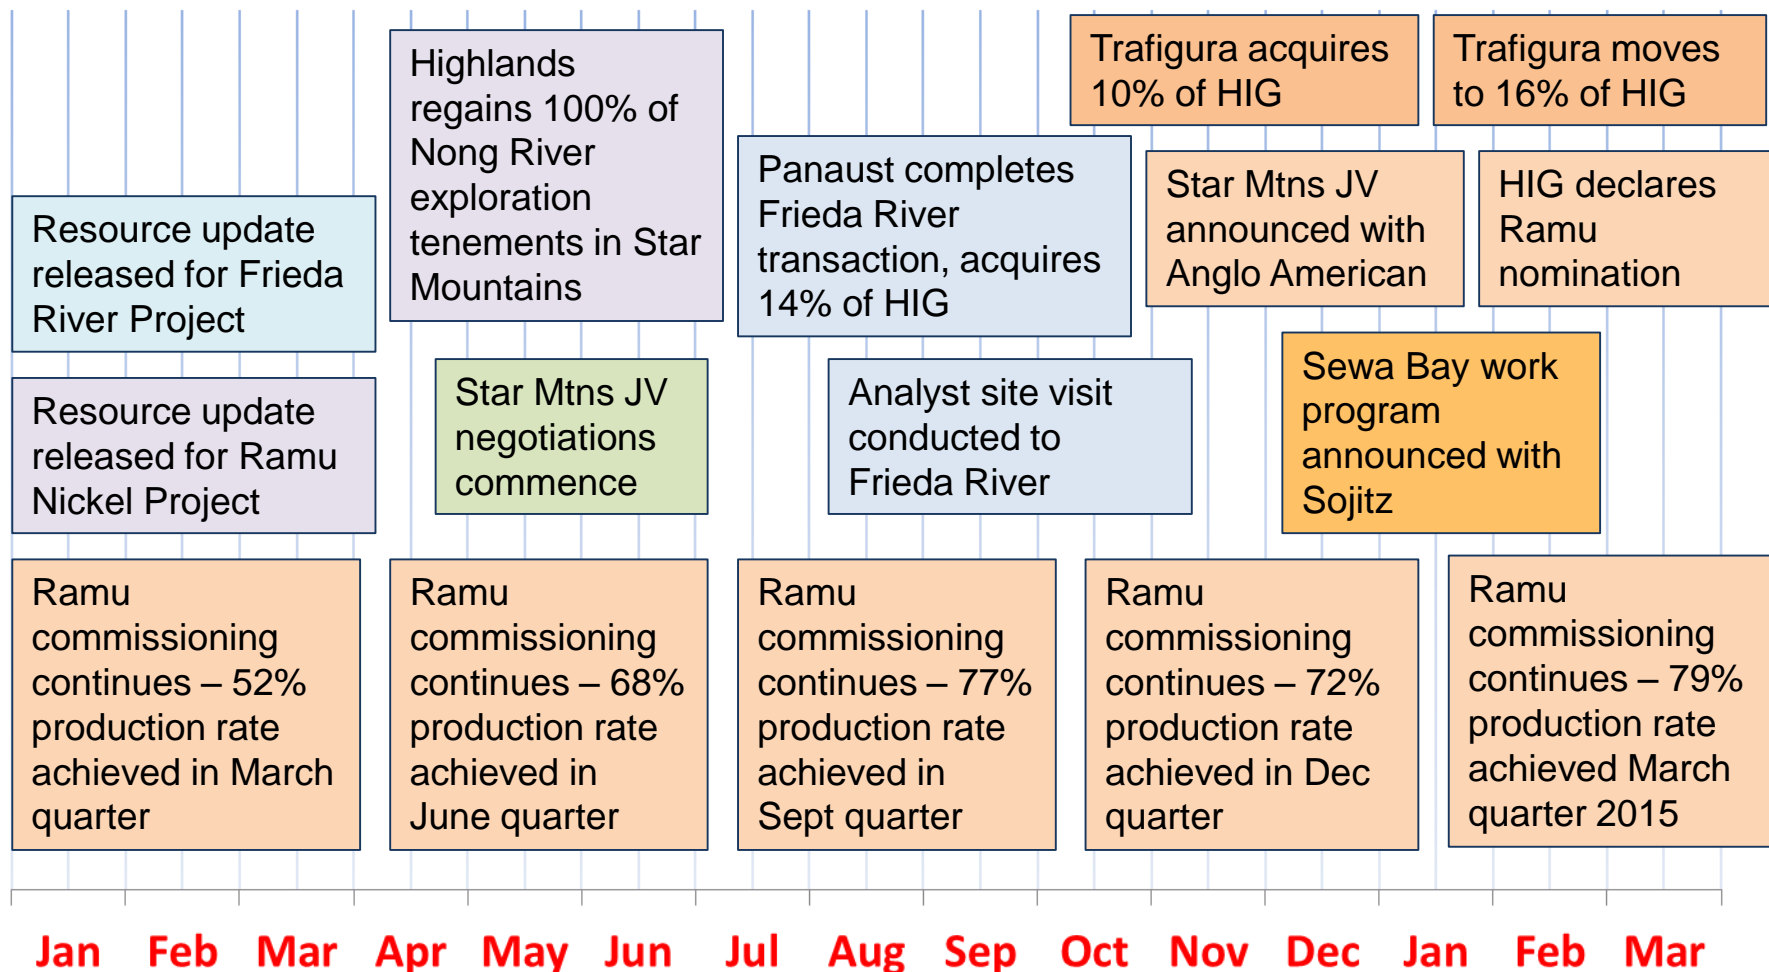 Resource update
released for Frieda
River Project
Resource update
released for Ramu
Nickel Project
Ramu
commissioning
continues – 52%
production rate
achieved in March
quarter
Highlands
regains 100% of
Nong River
exploration
tenements in Star
Mountains
Star Mtns JV
negotiations
commence
Ramu
commissioning
continues – 68%
production rate
achieved in
June quarter
Panaust completes
Frieda River
transaction, acquires
14% of HIG
Analyst site visit
conducted to
Frieda River
Ramu
commissioning
continues – 77%
production rate
achieved in
Sept quarter
Trafigura acquires
10% of HIG
Star Mtns JV
announced with
Anglo American
Ramu
commissioning
continues – 72%
production rate
achieved in Dec
quarter
Trafigura moves
to 16% of HIG
HIG declares
Ramu
nomination
Sewa Bay work
program
announced with
Sojitz
Ramu
commissioning
continues – 79%
production rate
achieved March
quarter 2015
Jan Feb Mar Apr May Jun Jul Aug Sep Oct Nov Dec Jan Feb Mar